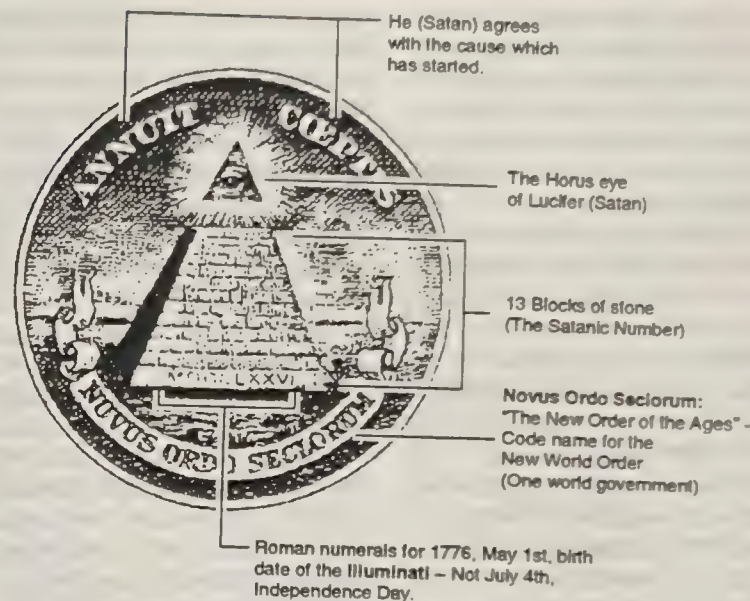 He (Satan) agrees
with the cause which
has started.
ANNUIT CŒPTIS
The Horus eye
of Lucifer (Satan)
13 Blocks of stone
(The Satanic Number)
LXXVI
NOVUS ORDO SECLORUM
Novus Ordo Seclorum:
"The New Order of the Ages" –
Code name for the
New World Order
(One world government)
Roman numerals for 1776, May 1st, birth
date of the Illuminati – Not July 4th,
Independence Day.